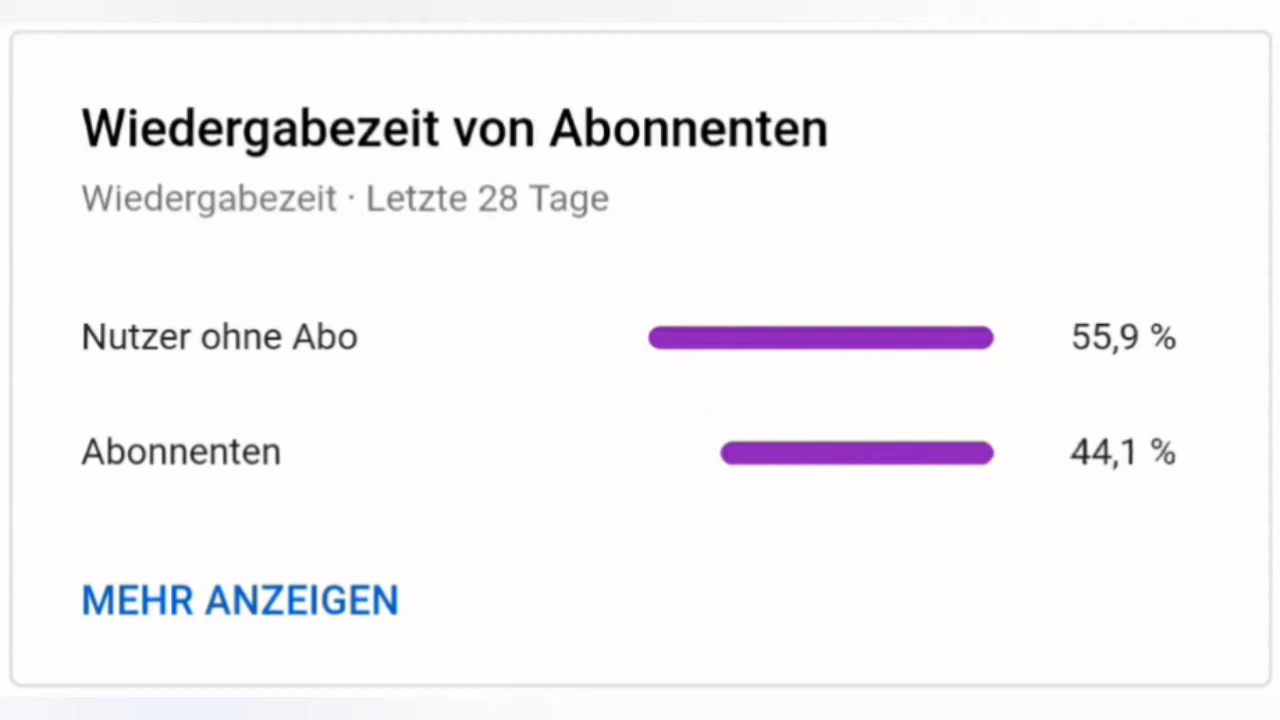 Wiedergabezeit von Abonnenten
Wiedergabezeit · Letzte 28 Tage
Nutzer ohne Abo 55,9 %
Abonnenten 44,1 %
MEHR ANZEIGEN